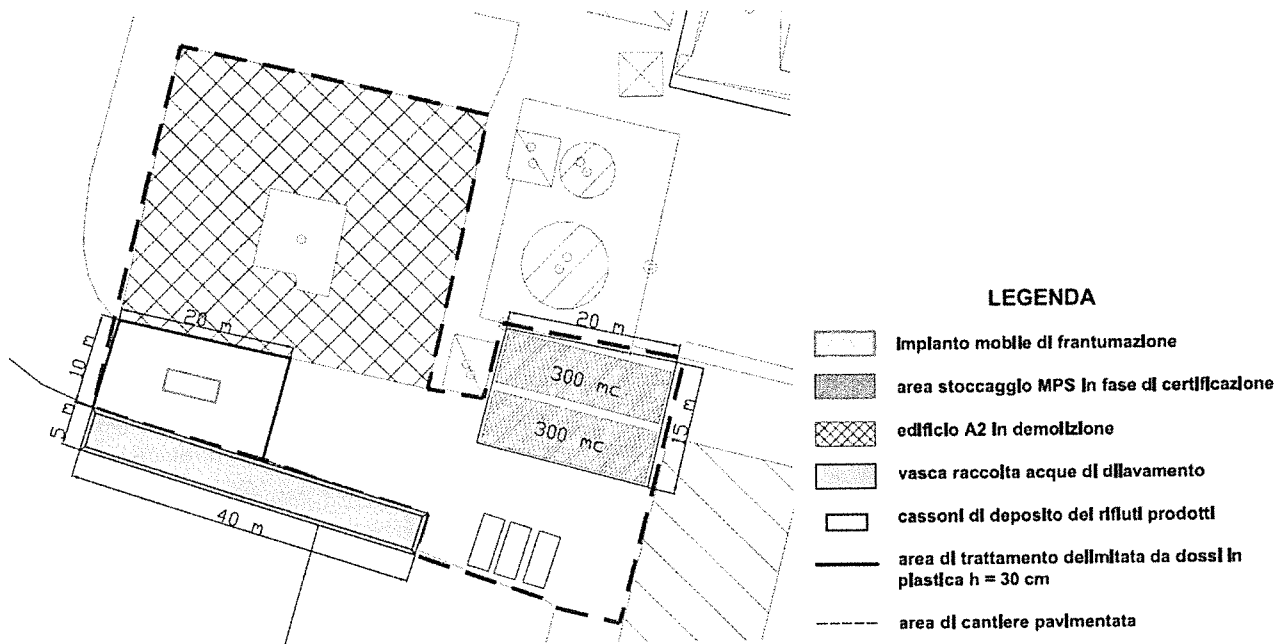 20 m
20 m
10 m
5 m
40 m
300 mc
300 mc
15 m
LEGENDA
Impianto mobile di frantumazione
area stoccaggio MPS in fase di certificazione
edificio A2 in demolizione
vasca raccolta acque di dilavamento
cassoni di deposito dei rifiuti prodotti
area di trattamento delimitata da dossi in
plastica h = 30 cm
area di cantiere pavimentata